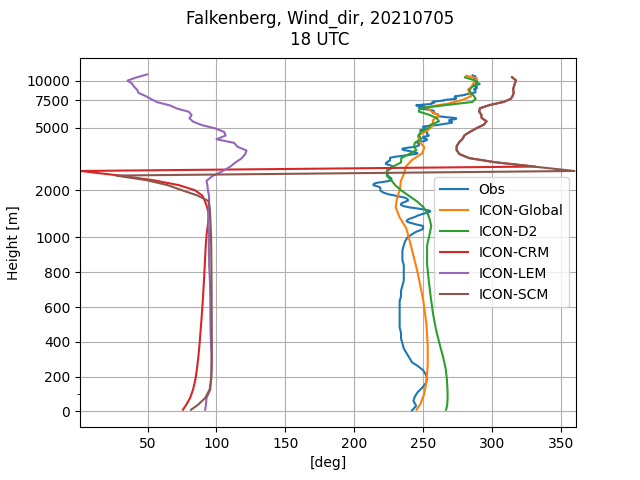 Falkenberg, Wind_dir, 20210705
18 UTC
10000
7500
5000
2000
1000
800
600
400
200
0
Height [m]
Obs
ICON-Global
ICON-D2
ICON-CRM
ICON-LEM
ICON-SCM
50
100
150
200
250
300
350
[deg]